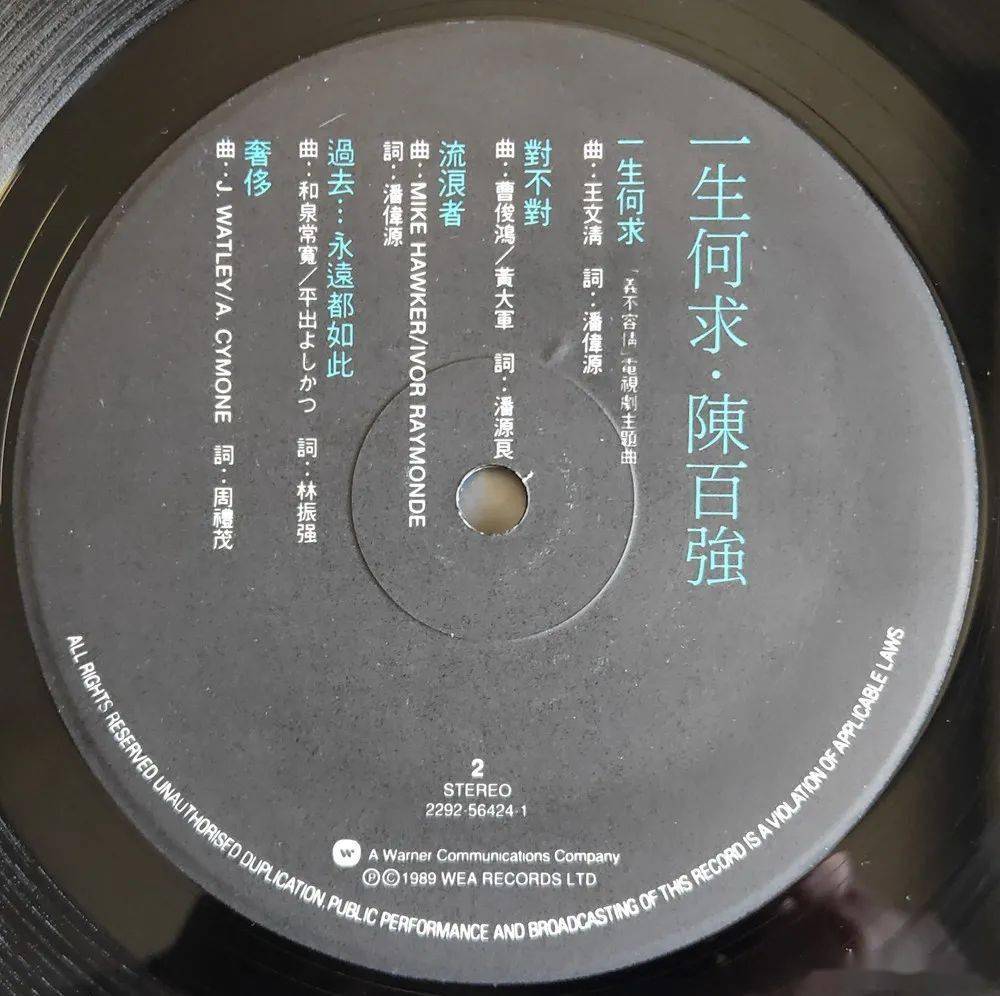 一生何求·陳百強
一生何求 「義不容情」電視劇主題曲
曲：王文清 詞：潘偉源
對不對
曲：曹俊鴻/黃大軍 詞：潘源良
流浪者
曲：MIKE HAWKER/IVOR RAYMONDE
詞：潘偉源
過去…永遠都如此
曲：和泉常寬/平出よしかつ 詞：林振强
奢侈
曲：J. WATLEY/A. CYMONE 詞：周禮茂
2
STEREO
2292-56424-1
A Warner Communications Company
ⓅⒸ1989 WEA RECORDS LTD
ALL RIGHTS RESERVED UNAUTHORISED DUPLICATION, PUBLIC PERFORMANCE AND BROADCASTING OF THIS RECORD IS A VIOLATION OF APPLICABLE LAWS